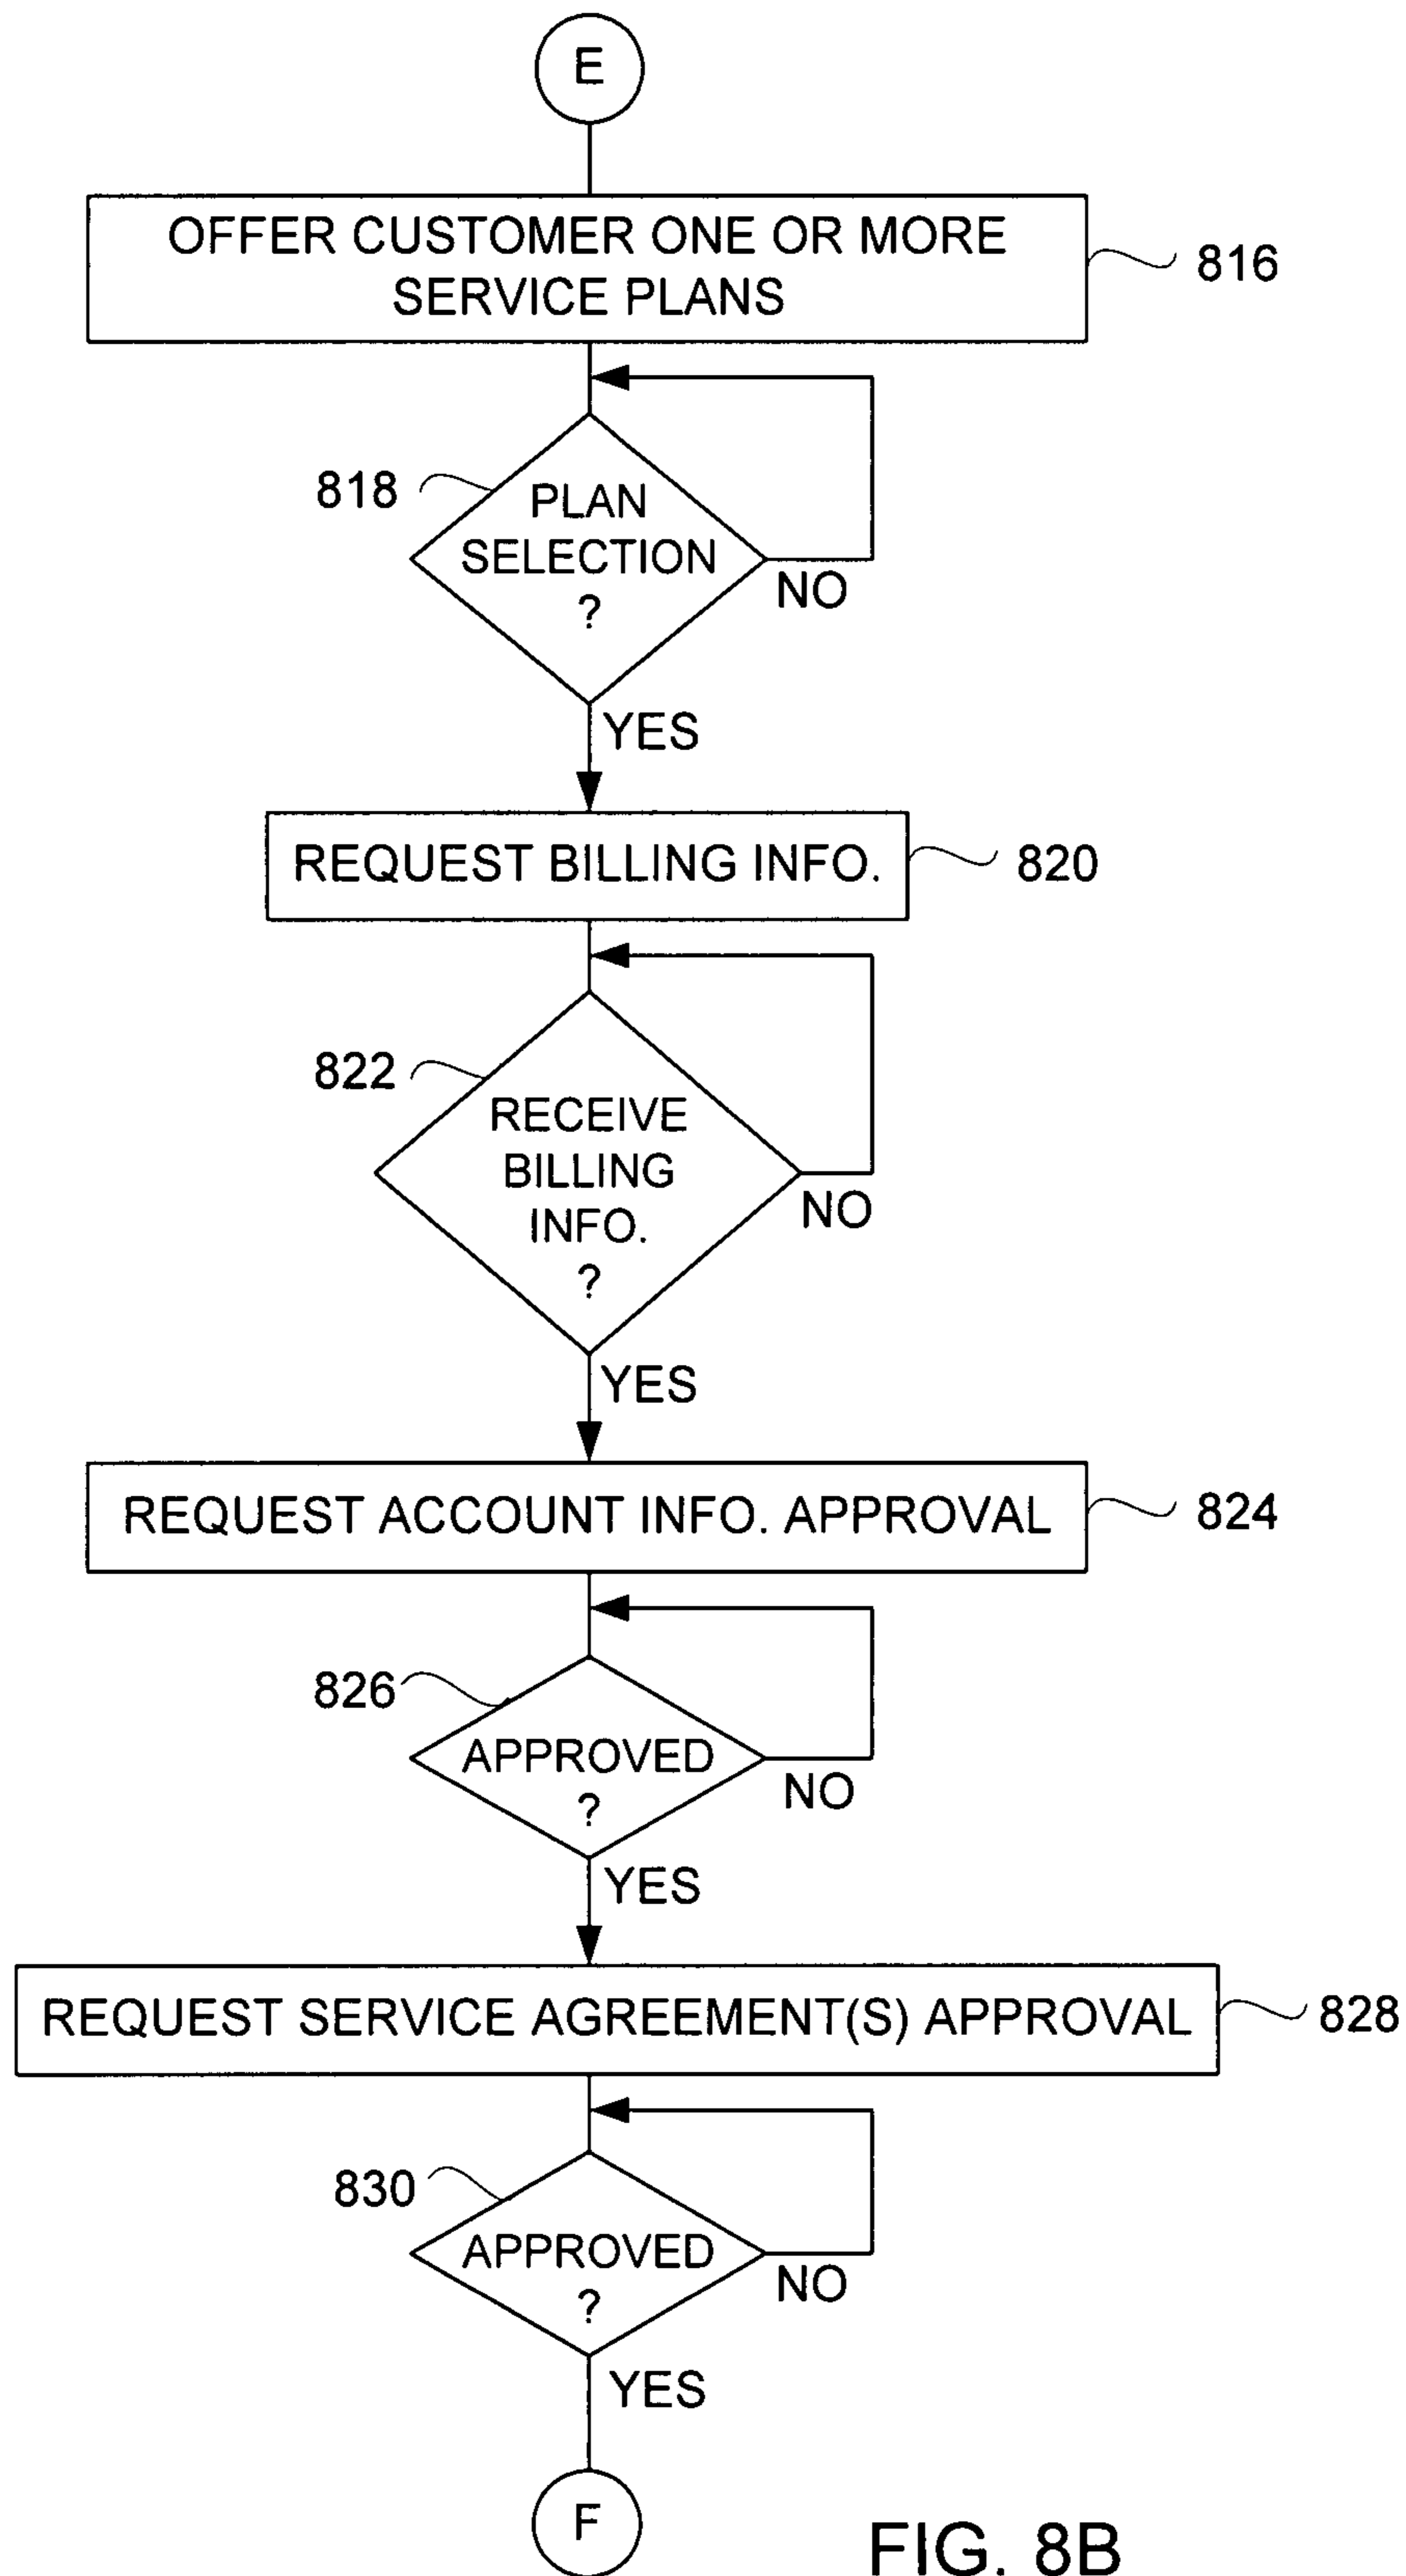 E
OFFER CUSTOMER ONE OR MORE
SERVICE PLANS
816
818
PLAN
SELECTION
?
NO
YES
REQUEST BILLING INFO.
820
822
RECEIVE
BILLING
INFO.
?
NO
YES
REQUEST ACCOUNT INFO. APPROVAL
824
826
APPROVED
?
NO
YES
REQUEST SERVICE AGREEMENT(S) APPROVAL
828
830
APPROVED
?
NO
YES
F
FIG. 8B